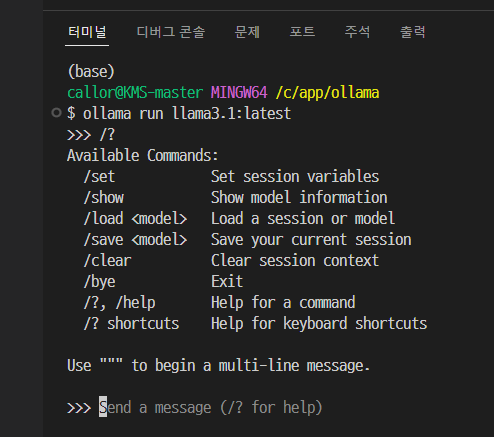 터미널 디버그 콘솔 문제 포트 주석 출력
(base)
callor@KMS-master MINGW64 /c/app/ollama
$ ollama run llama3.1:latest
>>> /?
Available Commands:
  /set            Set session variables
  /show           Show model information
  /load <model>   Load a session or model
  /save <model>   Save your current session
  /clear          Clear session context
  /bye            Exit
  /?, /help       Help for a command
  /? shortcuts    Help for keyboard shortcuts

Use """ to begin a multi-line message.

>>> Send a message (/? for help)